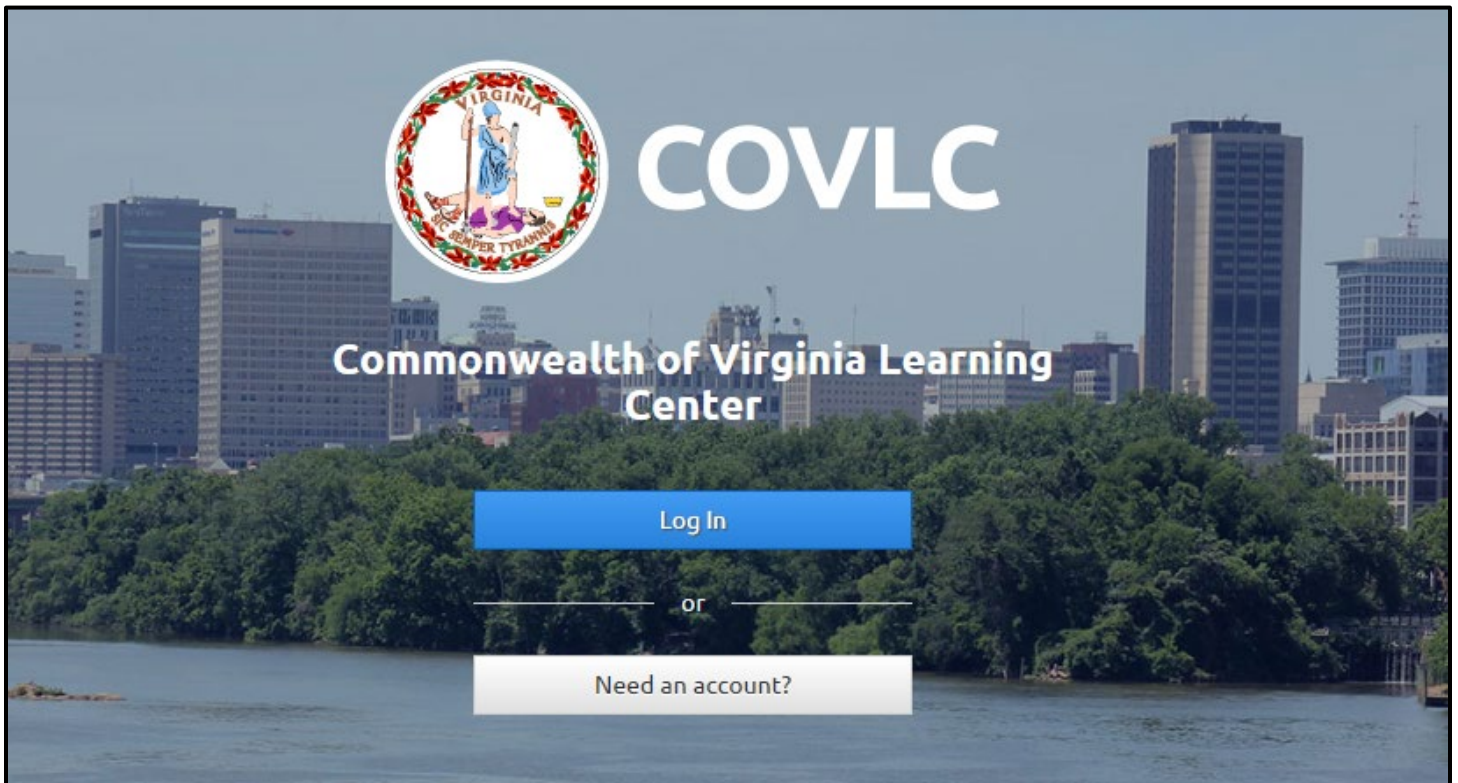 VIRGINIA
SIC SEMPER TYRANNIS
COVLC
Commonwealth of Virginia Learning
Center
Log In
or
Need an account?